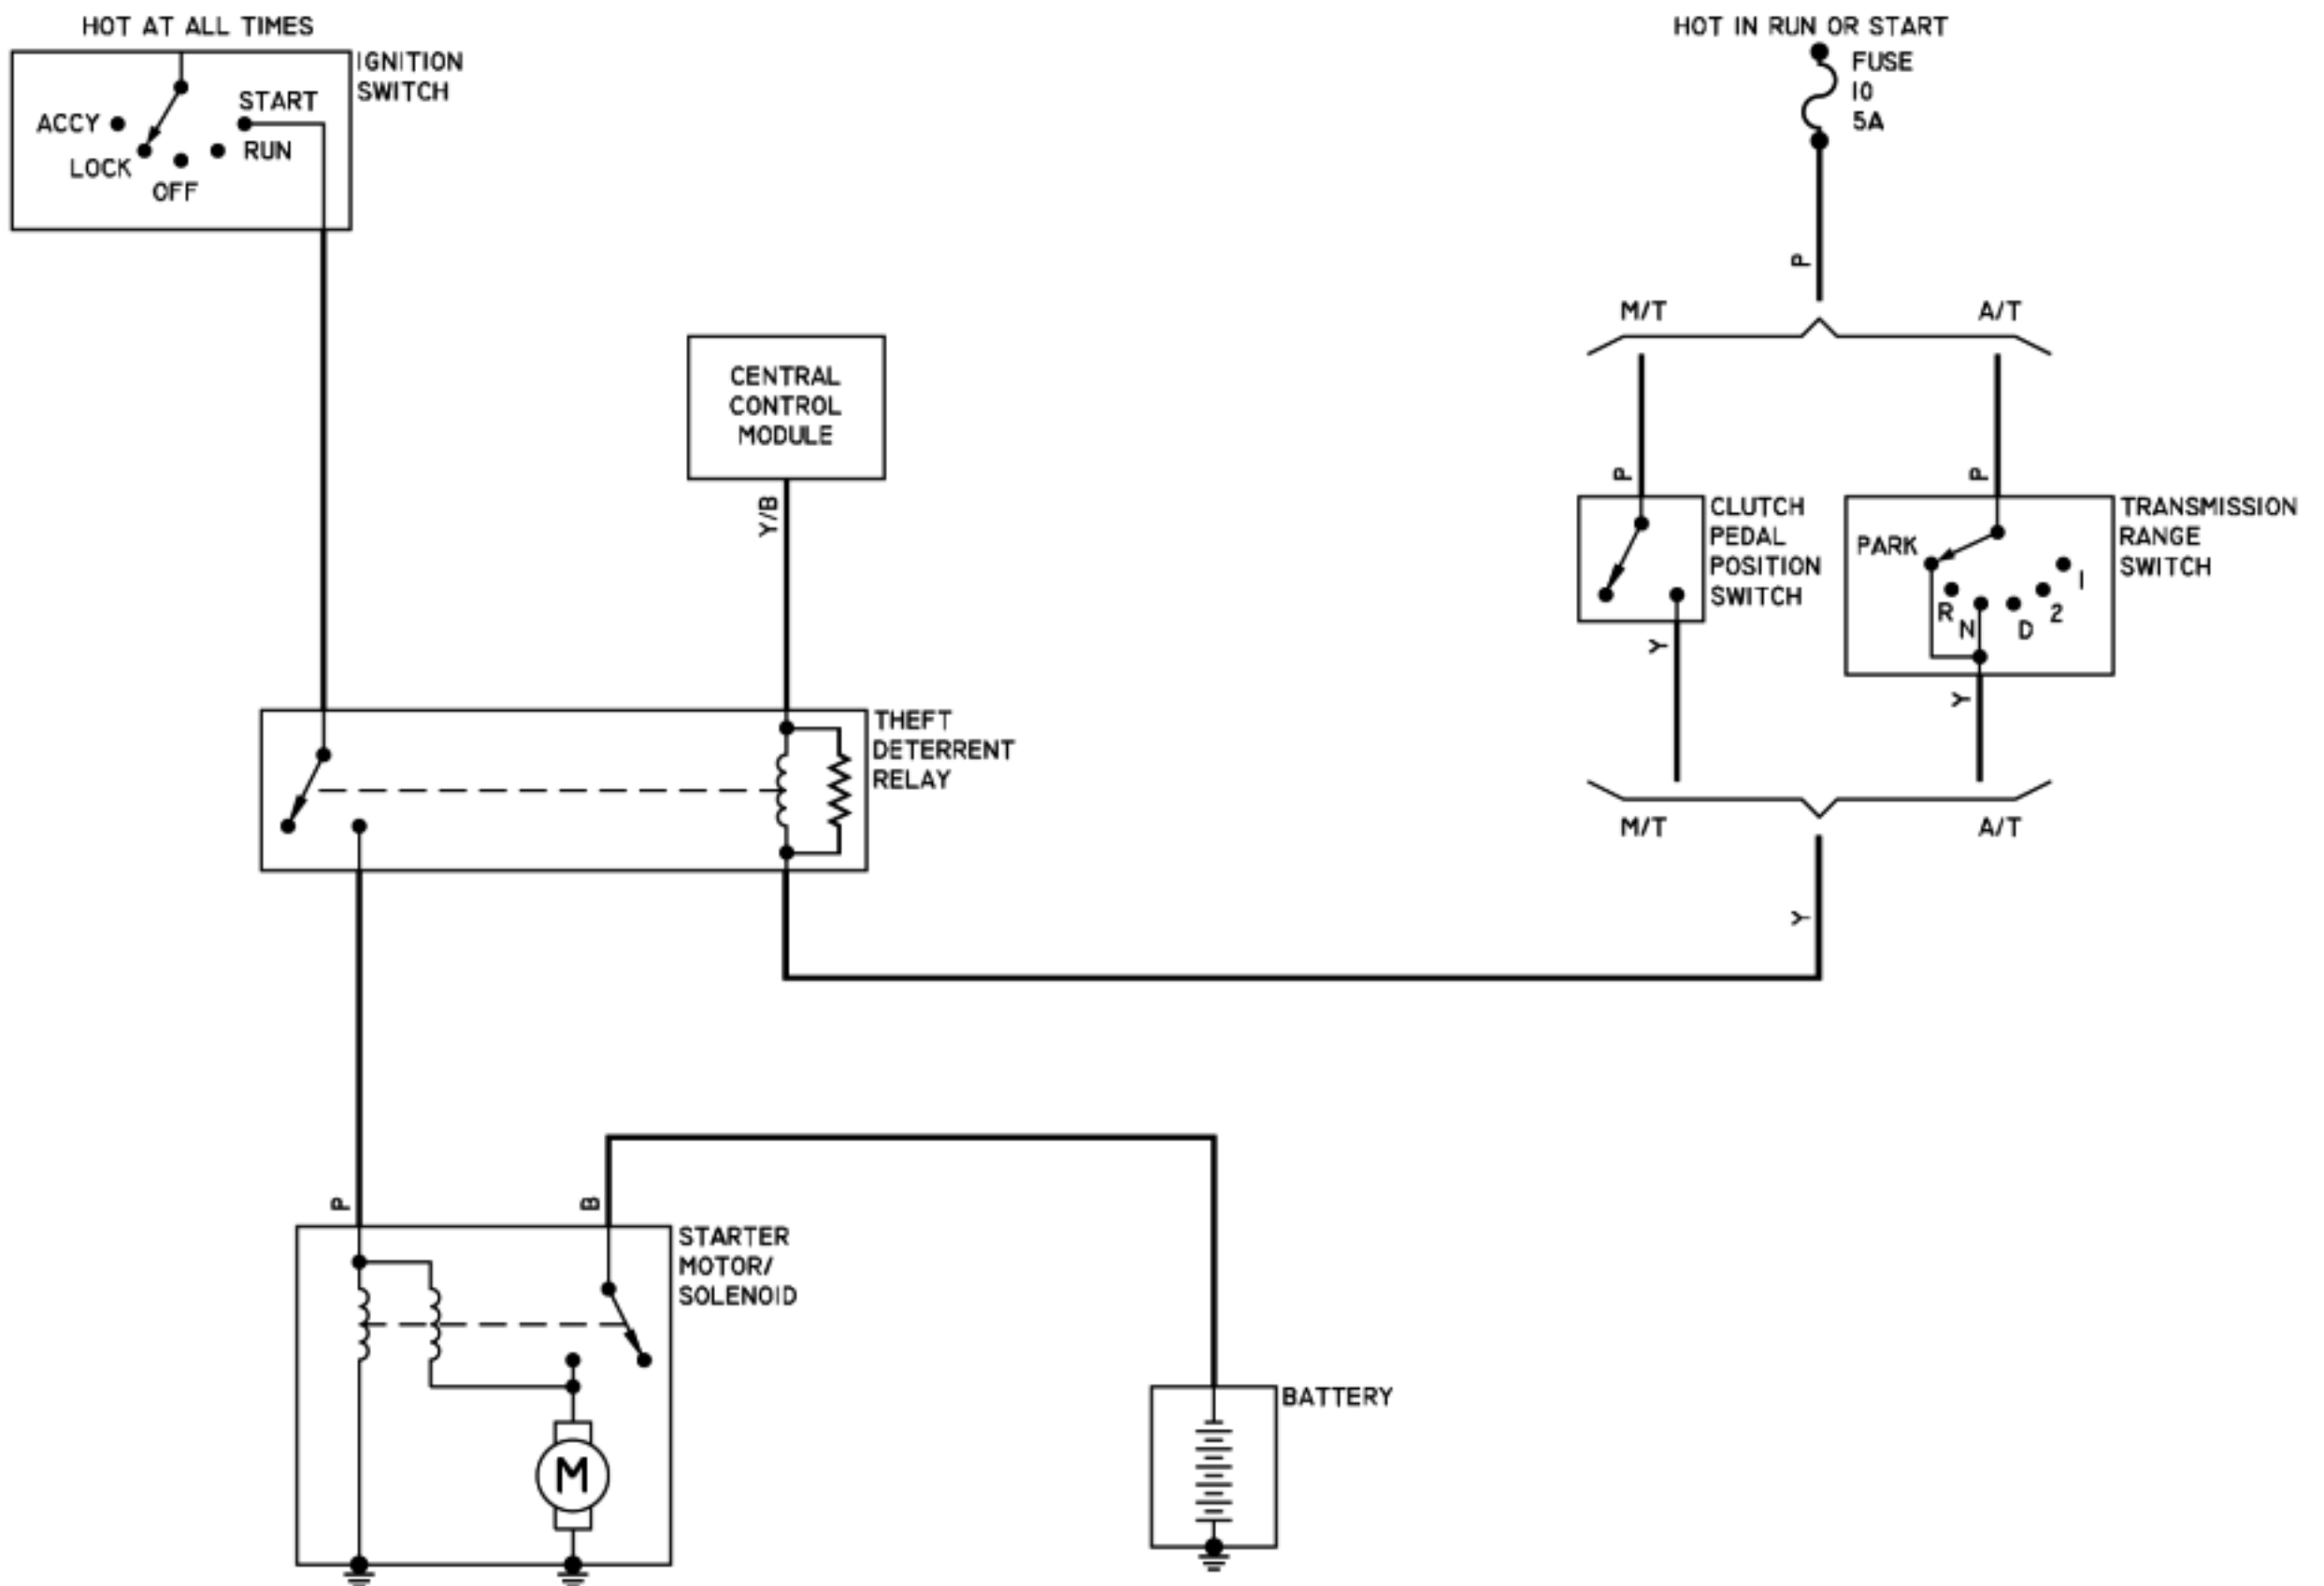 HOT AT ALL TIMES
IGNITION
SWITCH
START
ACCY
RUN
LOCK
OFF
HOT IN RUN OR START
FUSE
10
5A
P
M/T
A/T
CENTRAL
CONTROL
MODULE
Y/B
P
P
CLUTCH
PEDAL
POSITION
SWITCH
TRANSMISSION
RANGE
SWITCH
PARK
R
N
D
2
1
Y
Y
THEFT
DETERRENT
RELAY
M/T
A/T
Y
P
B
STARTER
MOTOR/
SOLENOID
M
BATTERY